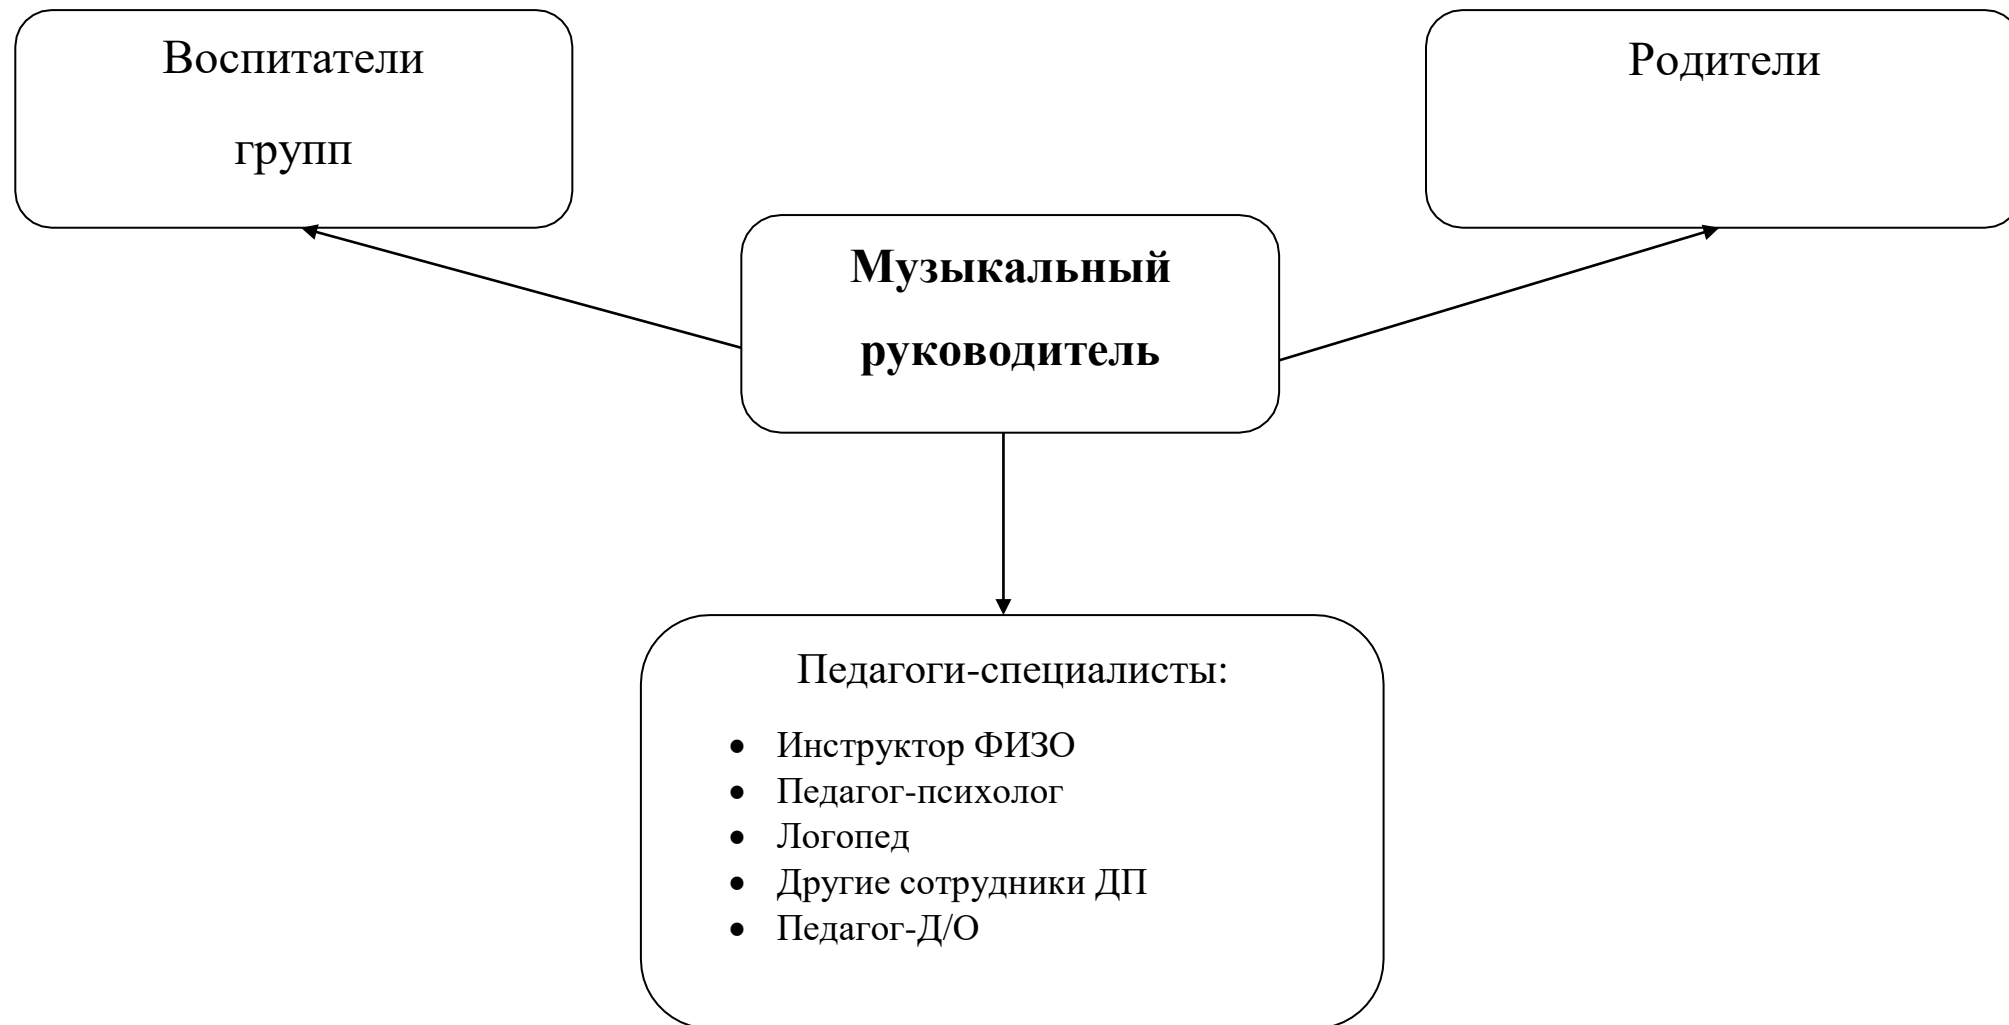 Воспитатели
групп
Родители
Музыкальный
руководитель
Педагоги-специалисты:
• Инструктор ФИЗО
• Педагог-психолог
• Логопед
• Другие сотрудники ДП
• Педагог-Д/О